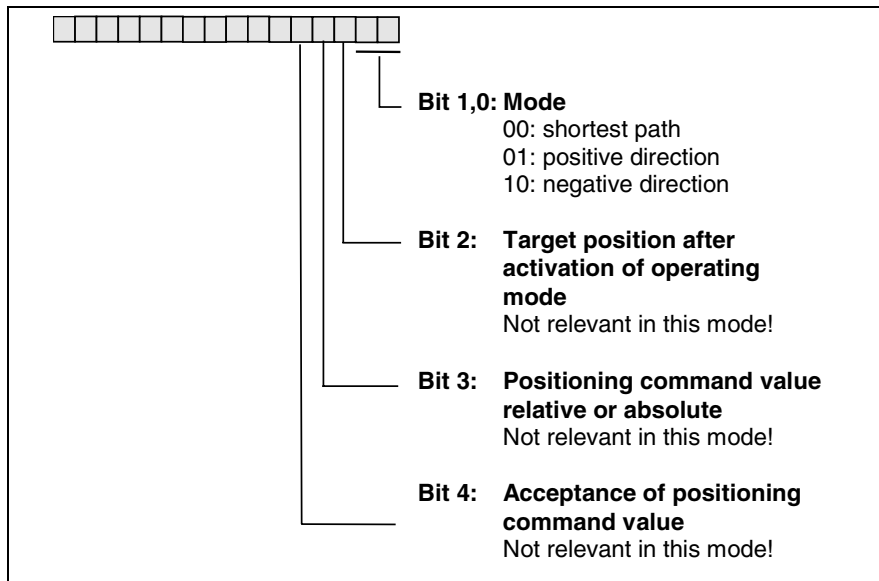 Bit 1,0: Mode
00: shortest path
01: positive direction
10: negative direction
Bit 2: Target position after
activation of operating
mode
Not relevant in this mode!
Bit 3: Positioning command value
relative or absolute
Not relevant in this mode!
Bit 4: Acceptance of positioning
command value
Not relevant in this mode!